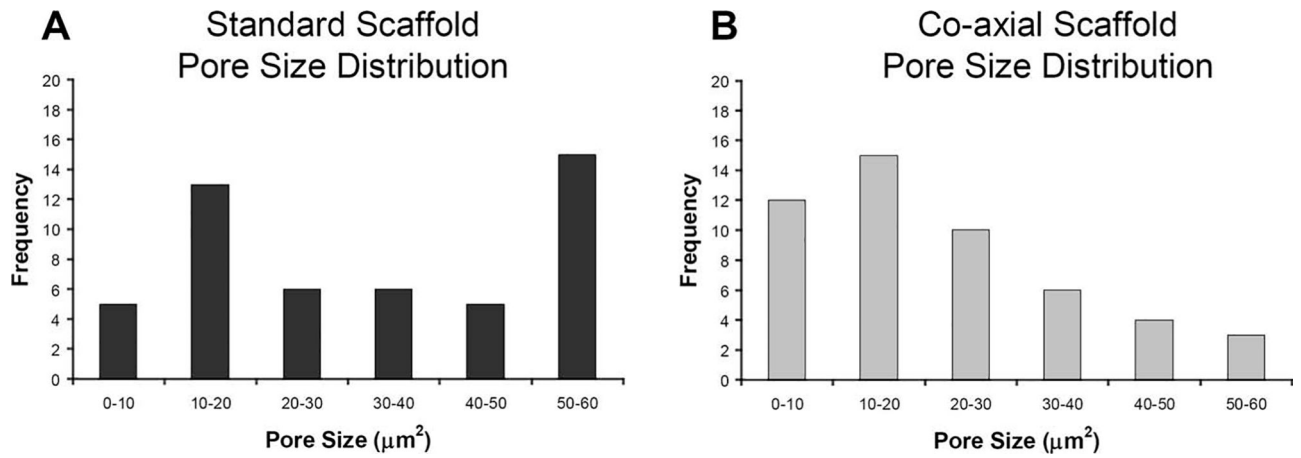 A
Standard Scaffold
Pore Size Distribution
20
18
16
14
12
10
8
6
4
2
0
Frequency
0-10 10-20 20-30 30-40 40-50 50-60
Pore Size (μm²)
B
Co-axial Scaffold
Pore Size Distribution
20
18
16
14
12
10
8
6
4
2
0
Frequency
0-10 10-20 20-30 30-40 40-50 50-60
Pore Size (μm²)